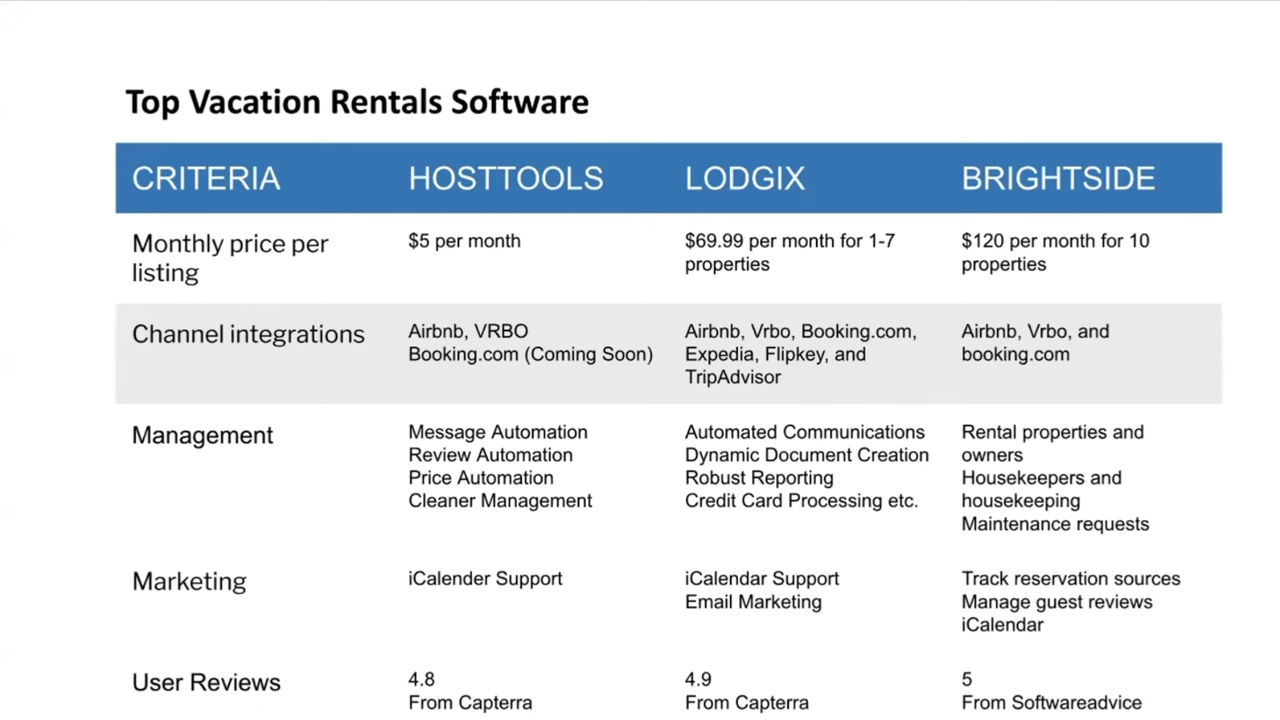 Top Vacation Rentals Software
CRITERIA HOSTTOOLS LODGIX BRIGHTSIDE
Monthly price per
listing
$5 per month
$69.99 per month for 1-7
properties
$120 per month for 10
properties
Channel integrations
Airbnb, VRBO
Booking.com (Coming Soon)
Airbnb, Vrbo, Booking.com,
Expedia, Flipkey, and
TripAdvisor
Airbnb, Vrbo, and
booking.com
Management
Message Automation
Review Automation
Price Automation
Cleaner Management
Automated Communications
Dynamic Document Creation
Robust Reporting
Credit Card Processing etc.
Rental properties and
owners
Housekeepers and
housekeeping
Maintenance requests
Marketing
iCalender Support
iCalendar Support
Email Marketing
Track reservation sources
Manage guest reviews
iCalendar
User Reviews
4.8
From Capterra
4.9
From Capterra
5
From Softwareadvice